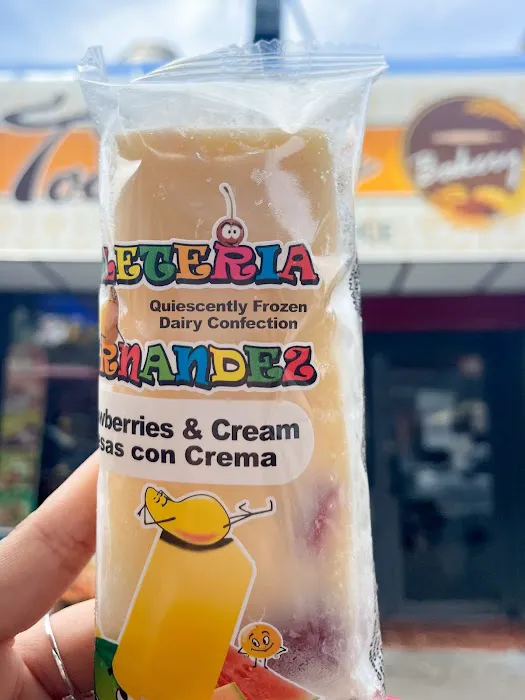 LETERIA
Quiescently Frozen
Dairy Confection
RNANDEZ
wberries & Cream
sas con Crema
Bakery